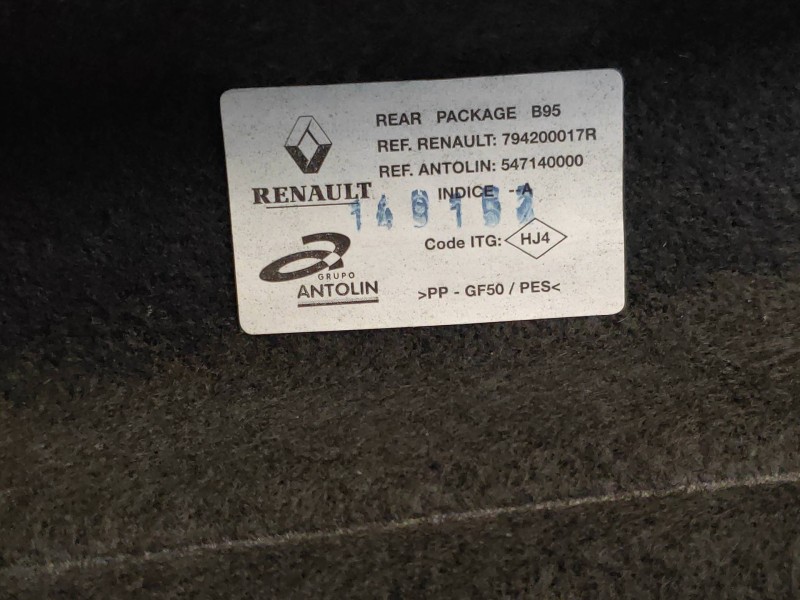 REAR PACKAGE B95
REF. RENAULT: 794200017R
REF. ANTOLIN: 547140000
INDICE - A
RENAULT
Code ITG: HJ4
GRUPO
ANTOLIN
>PP - GF50 / PES<